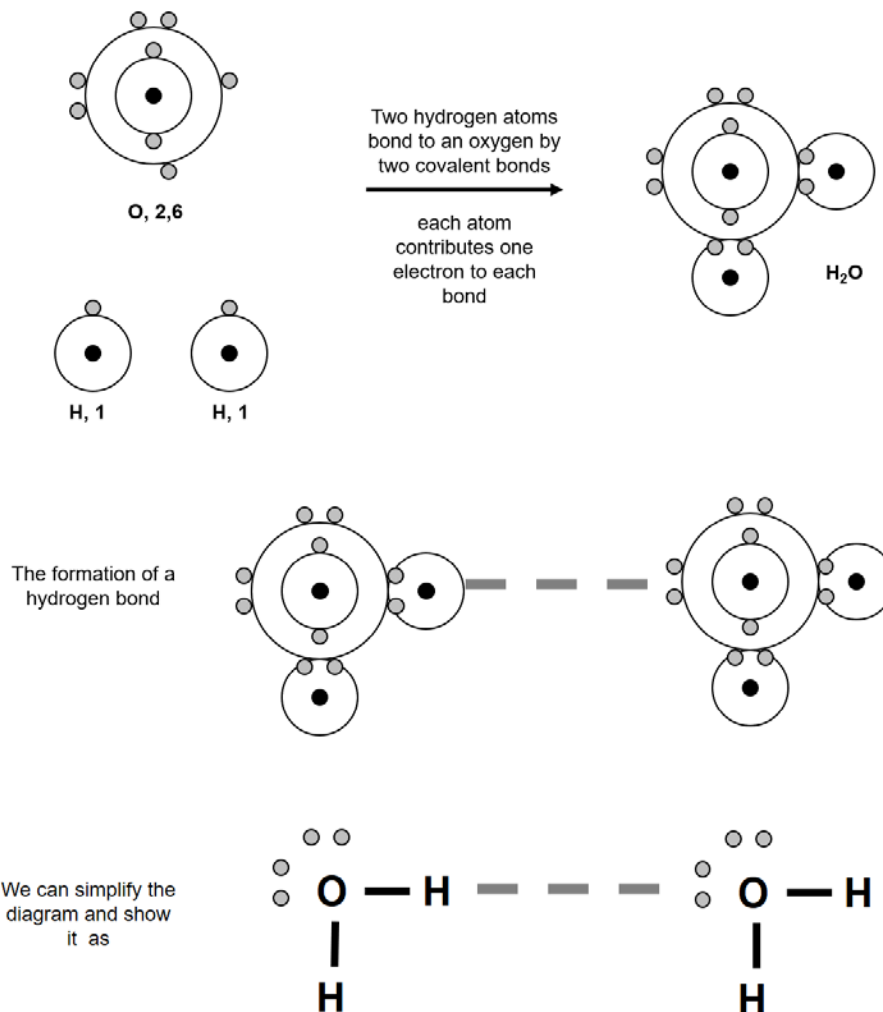 Two hydrogen atoms
bond to an oxygen by
two covalent bonds
each atom
contributes one
electron to each
bond
O, 2,6
H₂O
H, 1
H, 1
The formation of a
hydrogen bond
We can simplify the
diagram and show
it as
O H O H
H H